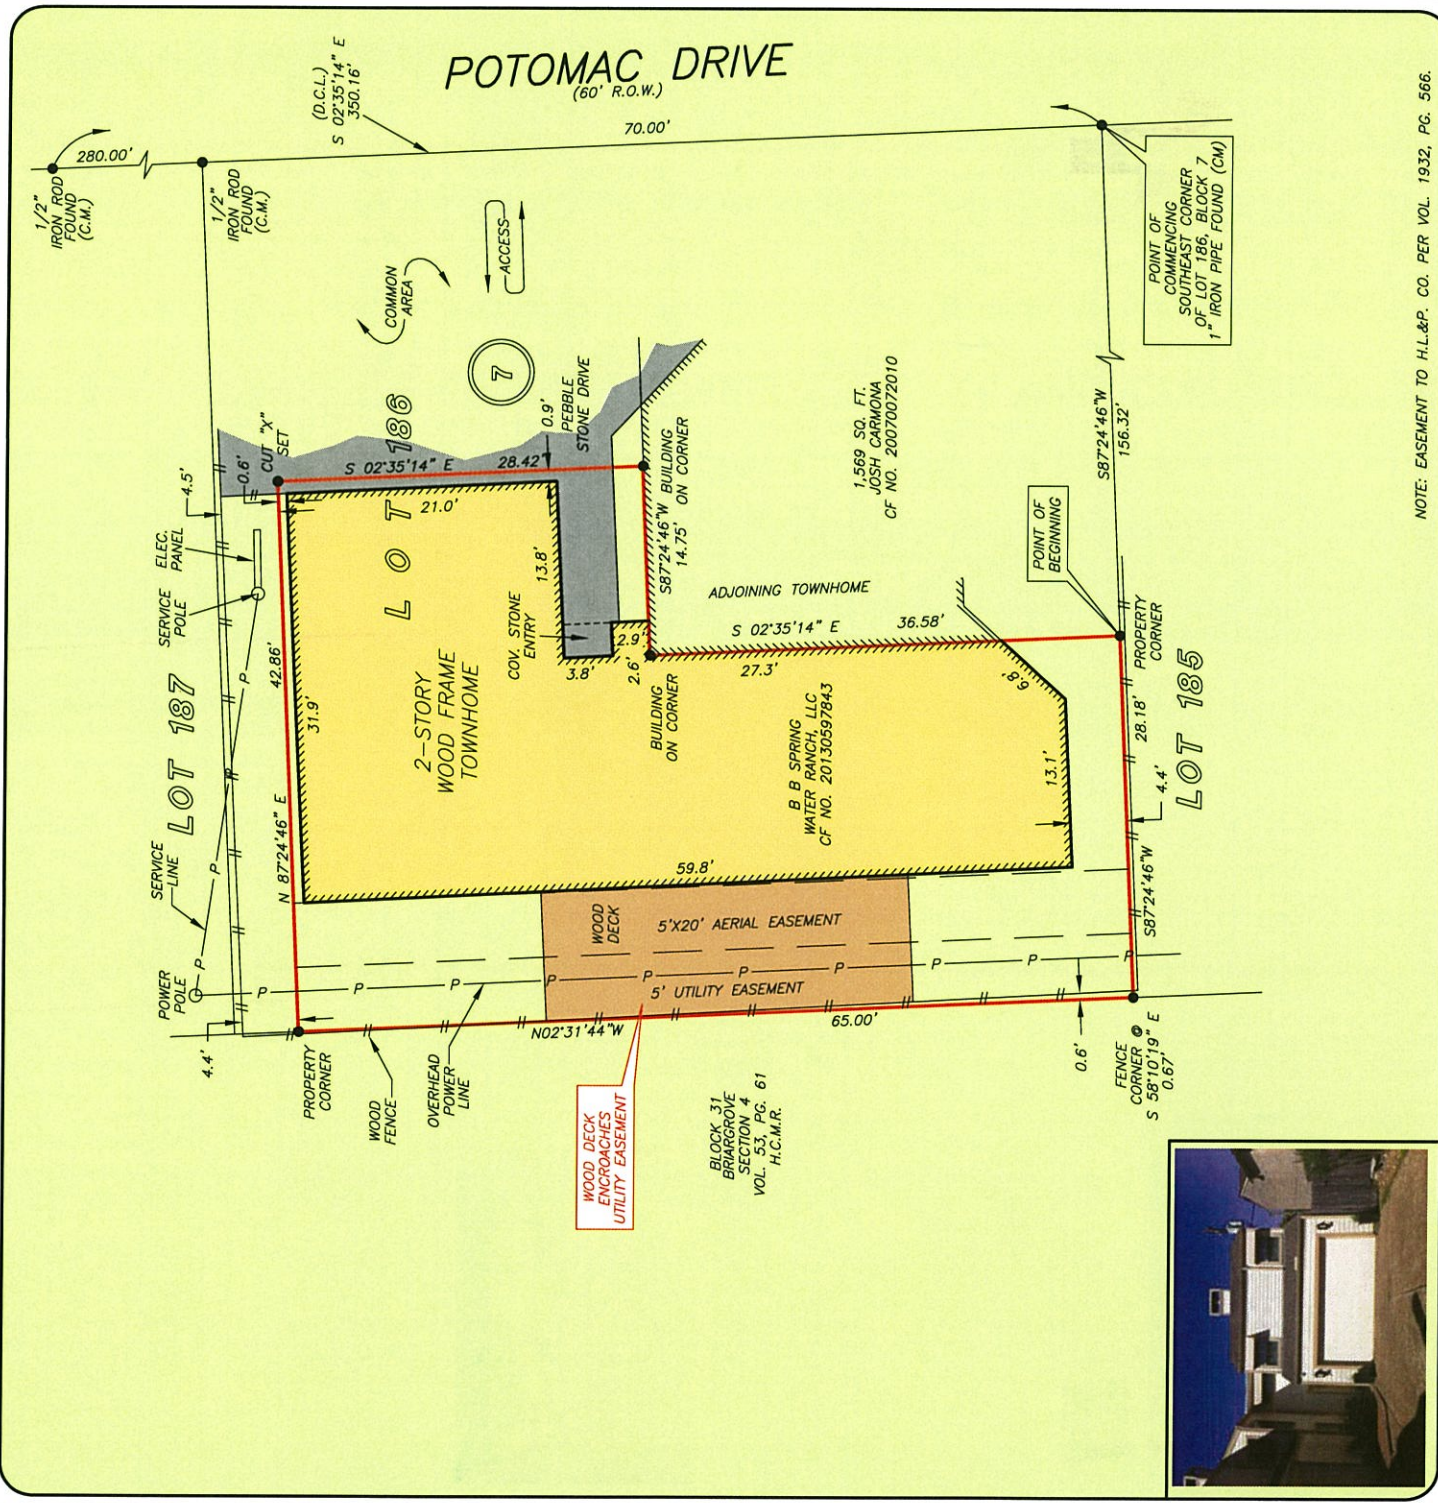 POTOMAC DRIVE
(60' R.O.W.)
(D.C.L.)
S 02°35'14" E
350.16'
280.00'
70.00'
1/2"
IRON ROD
FOUND
(C.M.)
1/2"
IRON ROD
FOUND
(C.M.)
POINT OF
COMMENCING
SOUTHEAST CORNER
OF LOT 186, BLOCK 7
1" IRON PIPE FOUND (CM)
NOTE: EASEMENT TO H.L.&P. CO. PER VOL. 1932, PG. 566.
COMMON
AREA
ACCESS
7
LOT 186
CUT "X"
SET
4.5'
0.6'
S 02°35'14" E
28.42'
0.9'
PEBBLE
STONE DRIVE
S87°24'46"W
14.75'
BUILDING
ON CORNER
1,569 SQ. FT.
JOSH CARMONA
CF NO. 20070072010
S87°24'46"W
156.32'
POINT OF
BEGINNING
SERVICE
POLE
ELEC.
PANEL
42.86'
21.0'
13.8'
COV. STONE
ENTRY
3.8'
2.9'
2.6'
ADJOINING TOWNHOME
S 02°35'14" E
36.58'
27.3'
6.8'
PROPERTY
CORNER
LOT 187
31.9'
2-STORY
WOOD FRAME
TOWNHOME
BUILDING
ON CORNER
B B SPRING
WATER RANCH, LLC
CF NO. 20130597843
13.1'
28.18'
4.4'
LOT 185
SERVICE
LINE
N 87°24'46" E
59.8'
S87°24'46"W
POWER
POLE
P
P
P
P
WOOD
DECK
5'X20' AERIAL EASEMENT
P
P
P
P
P
P
P
P
P
P
5' UTILITY EASEMENT
4.4'
N02°31'44"W
65.00'
0.6'
PROPERTY
CORNER
WOOD
FENCE
OVERHEAD
POWER
LINE
WOOD DECK
ENCROACHES
UTILITY EASEMENT
BLOCK 31
BRIARGROVE
SECTION 4
VOL. 53, PG. 61
H.C.M.R.
FENCE
CORNER @
S 58°10'19" E
0.67'